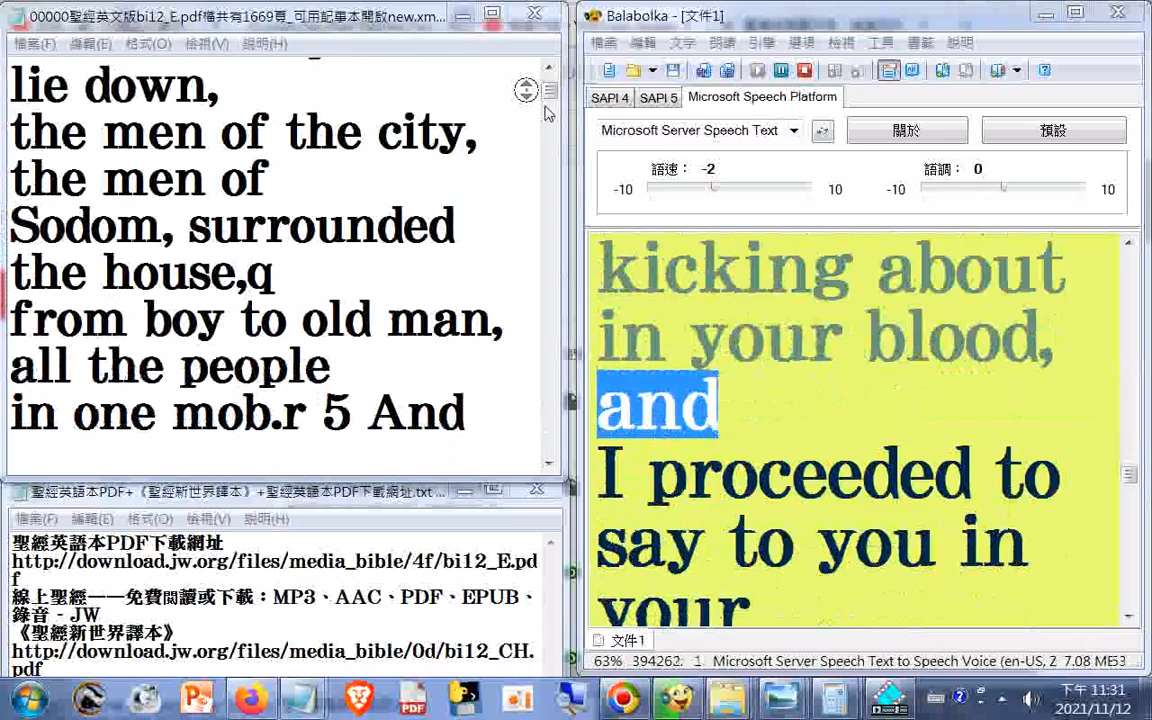 00000聖經英文版bi12_E.pdf檔共有1669頁_可用記事本開啟new.xm...
檔案(F) 編輯(E) 格式(O) 檢視(V) 說明(H)
lie down,
the men of the city,
the men of
Sodom, surrounded
the house,q
from boy to old man,
all the people
in one mob.r 5 And
聖經英語本PDF+《聖經新世界譯本》+聖經英語本PDF下載網址.txt ...
檔案(F) 編輯(E) 格式(O) 檢視(V) 說明(H)
聖經英語本PDF下載網址
http://download.jw.org/files/media_bible/4f/bi12_E.pd
f
線上聖經——免費閱讀或下載：MP3、AAC、PDF、EPUB、
錄音 - JW
《聖經新世界譯本》
http://download.jw.org/files/media_bible/0d/bi12_CH.
pdf
Balabolka - [文件1]
檔案 編輯 文字 朗讀 引擎 選項 檢視 工具 書籤 說明
SAPI 4 SAPI 5 Microsoft Speech Platform
Microsoft Server Speech Text 關於 預設
語速： -2 語調： 0
-10 10 -10 10
kicking about
in your blood,
and
I proceeded to
say to you in
your
文件1
63% 394262: 1 Microsoft Server Speech Text to Speech Voice (en-US, Z 7.08 ME53
下午 11:31
2021/11/12